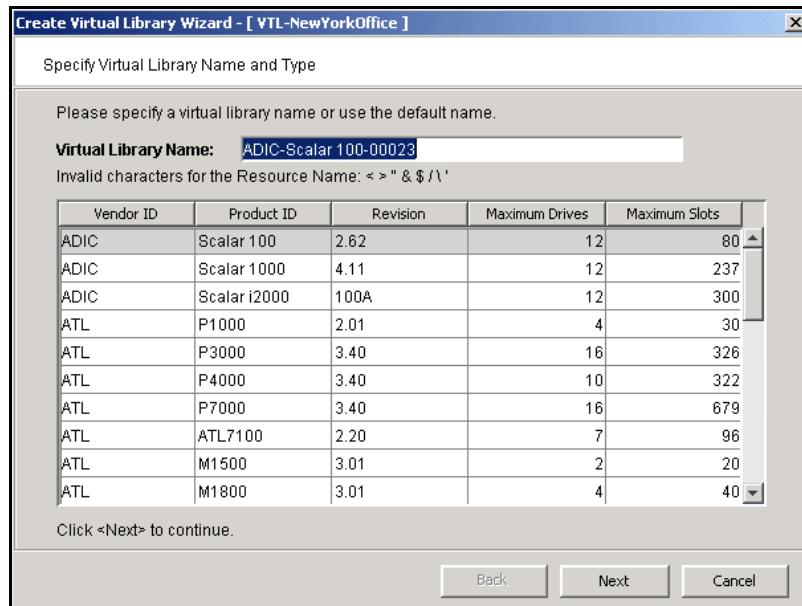 Create Virtual Library Wizard - [ VTL-NewYorkOffice ]
Specify Virtual Library Name and Type
Please specify a virtual library name or use the default name.
Virtual Library Name: ADIC-Scalar 100-00023
Invalid characters for the Resource Name: < > " & $ / \ '
Vendor ID Product ID Revision Maximum Drives Maximum Slots
ADIC Scalar 100 2.62 12 80
ADIC Scalar 1000 4.11 12 237
ADIC Scalar i2000 100A 12 300
ATL P1000 2.01 4 30
ATL P3000 3.40 16 326
ATL P4000 3.40 10 322
ATL P7000 3.40 16 679
ATL ATL7100 2.20 7 96
ATL M1500 3.01 2 20
ATL M1800 3.01 4 40
Click <Next> to continue.
Back Next Cancel